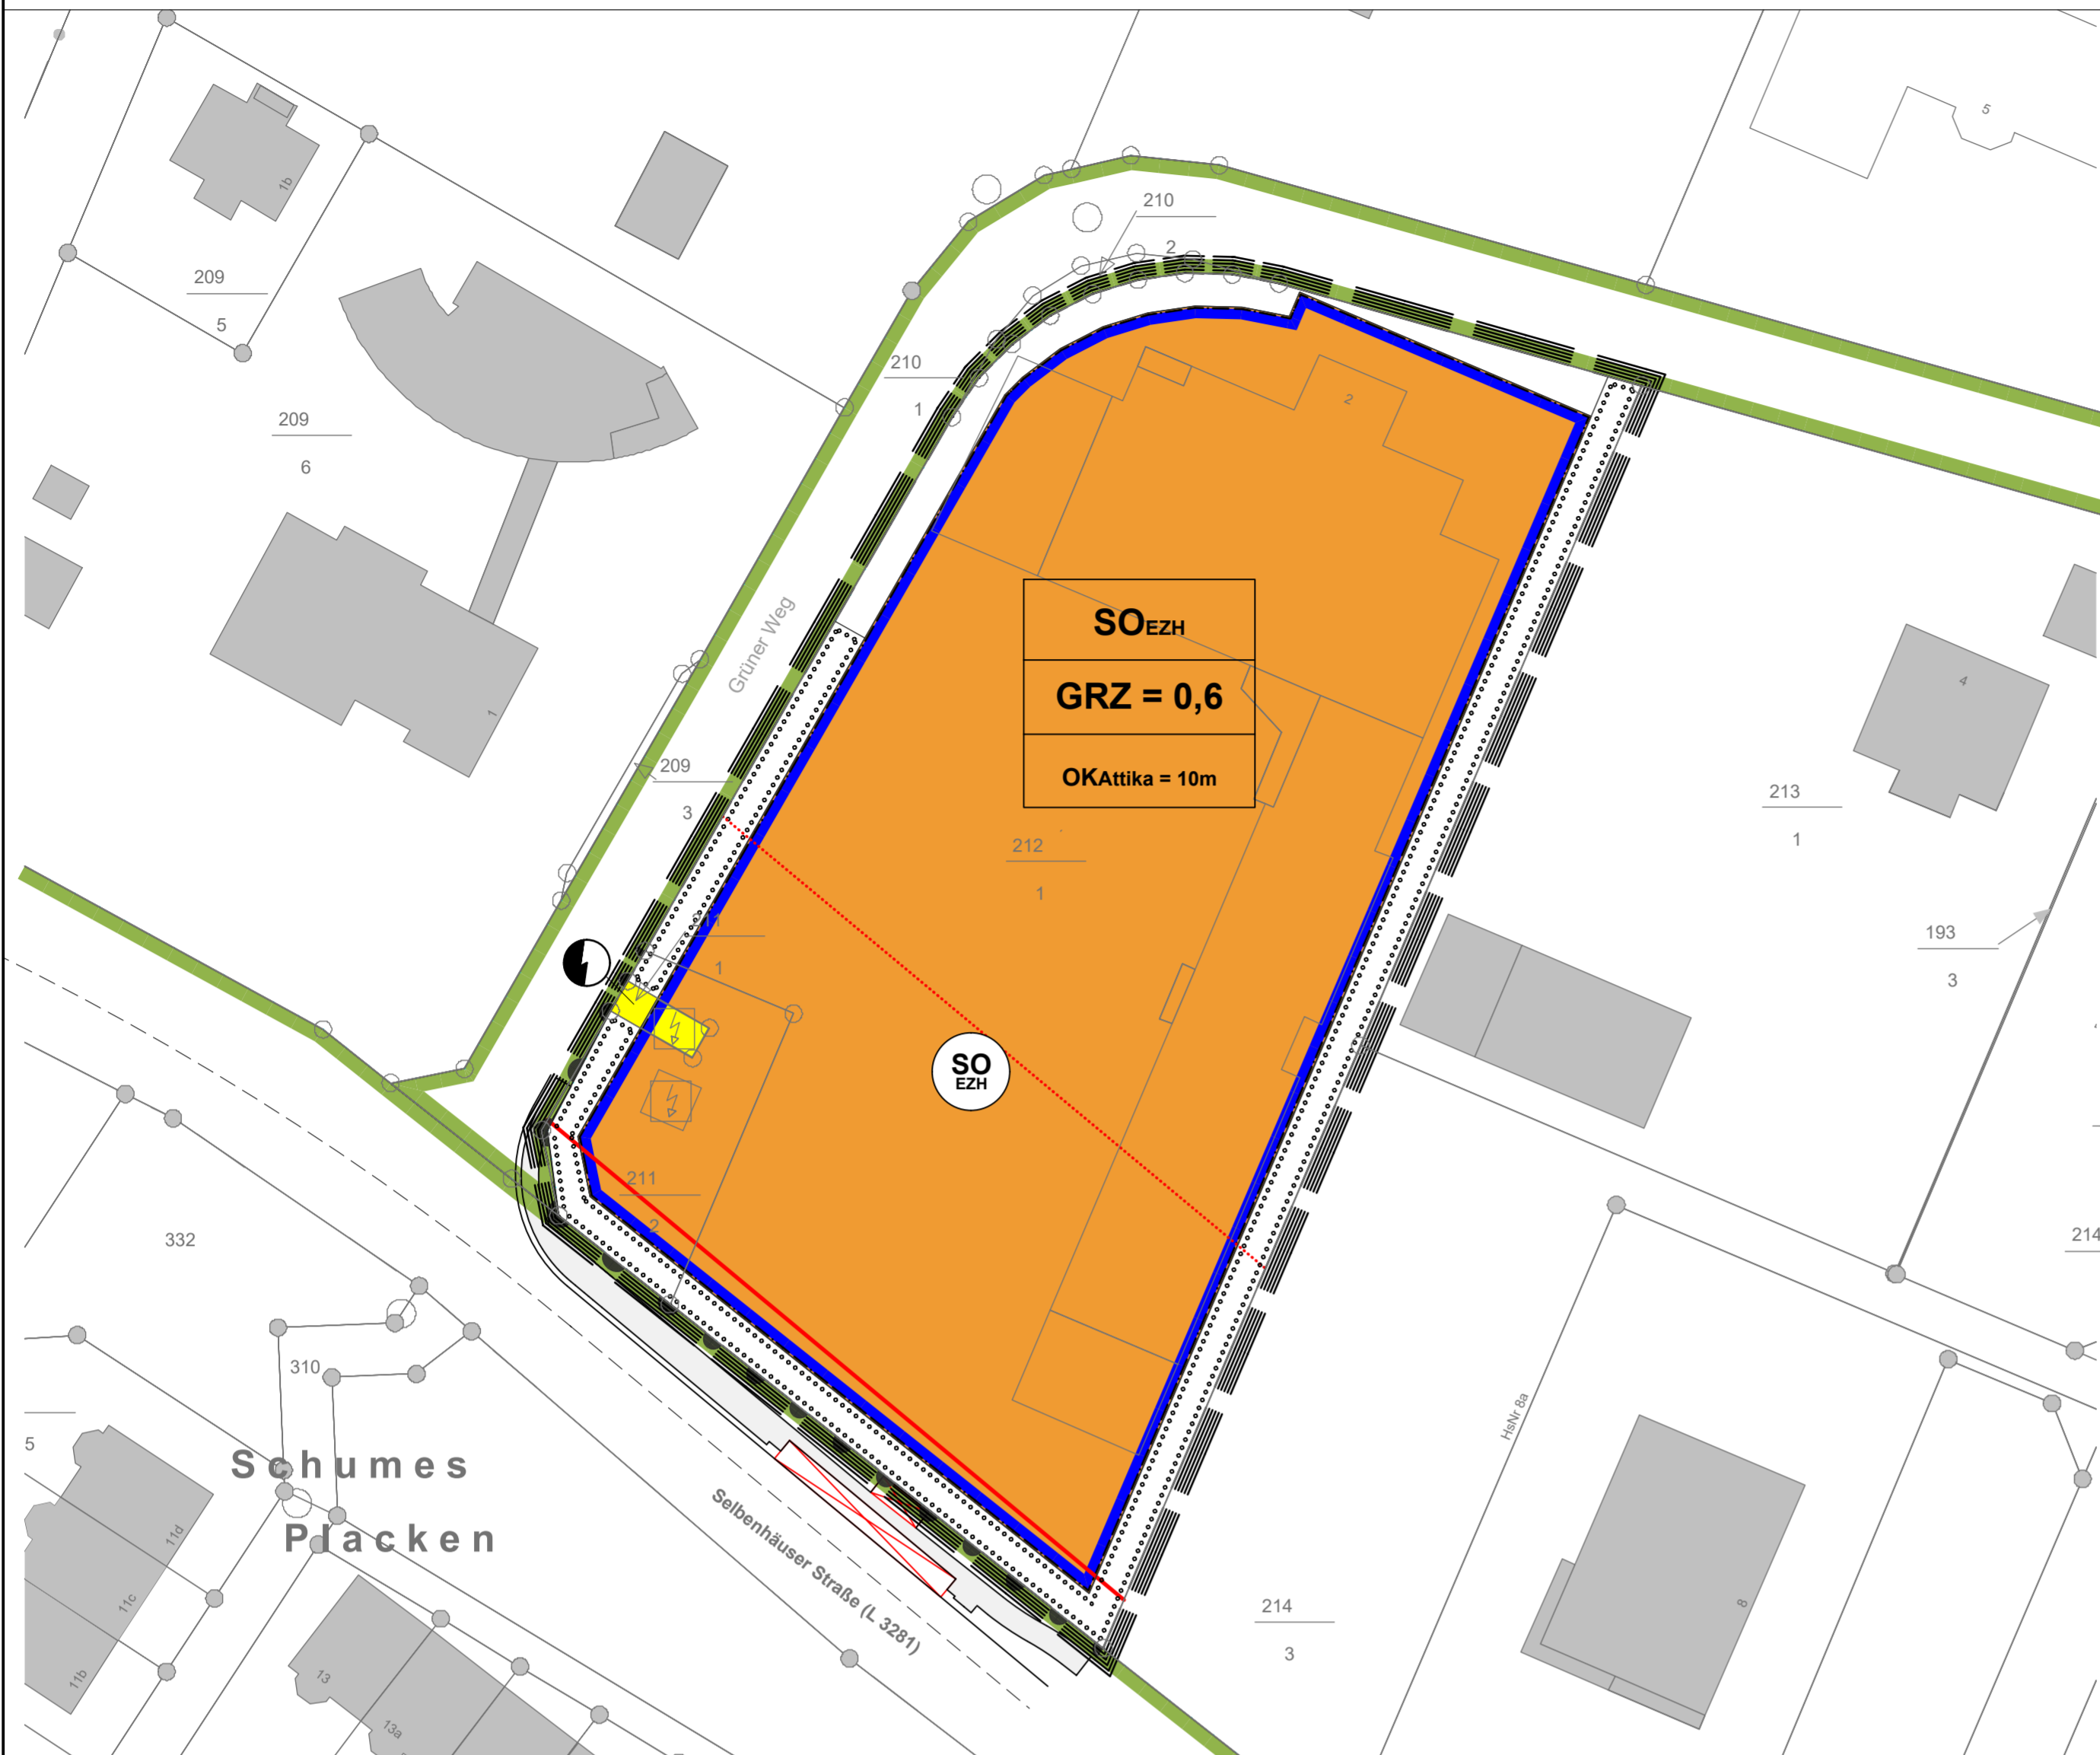 5
1b
210
2
209
5
210
1
2
209
6
SOEZH
Grüner Weg
GRZ = 0,6
4
1
209
3
OKAttika = 10m
213
1
212
1
211
1
193
3
SO
EZH
211
2
332
214
310
HsNr 8a
5
Schumes
Placken
11d
11c
11b
Selbenhäuser Straße (L 3281)
214
3
8
13
13a